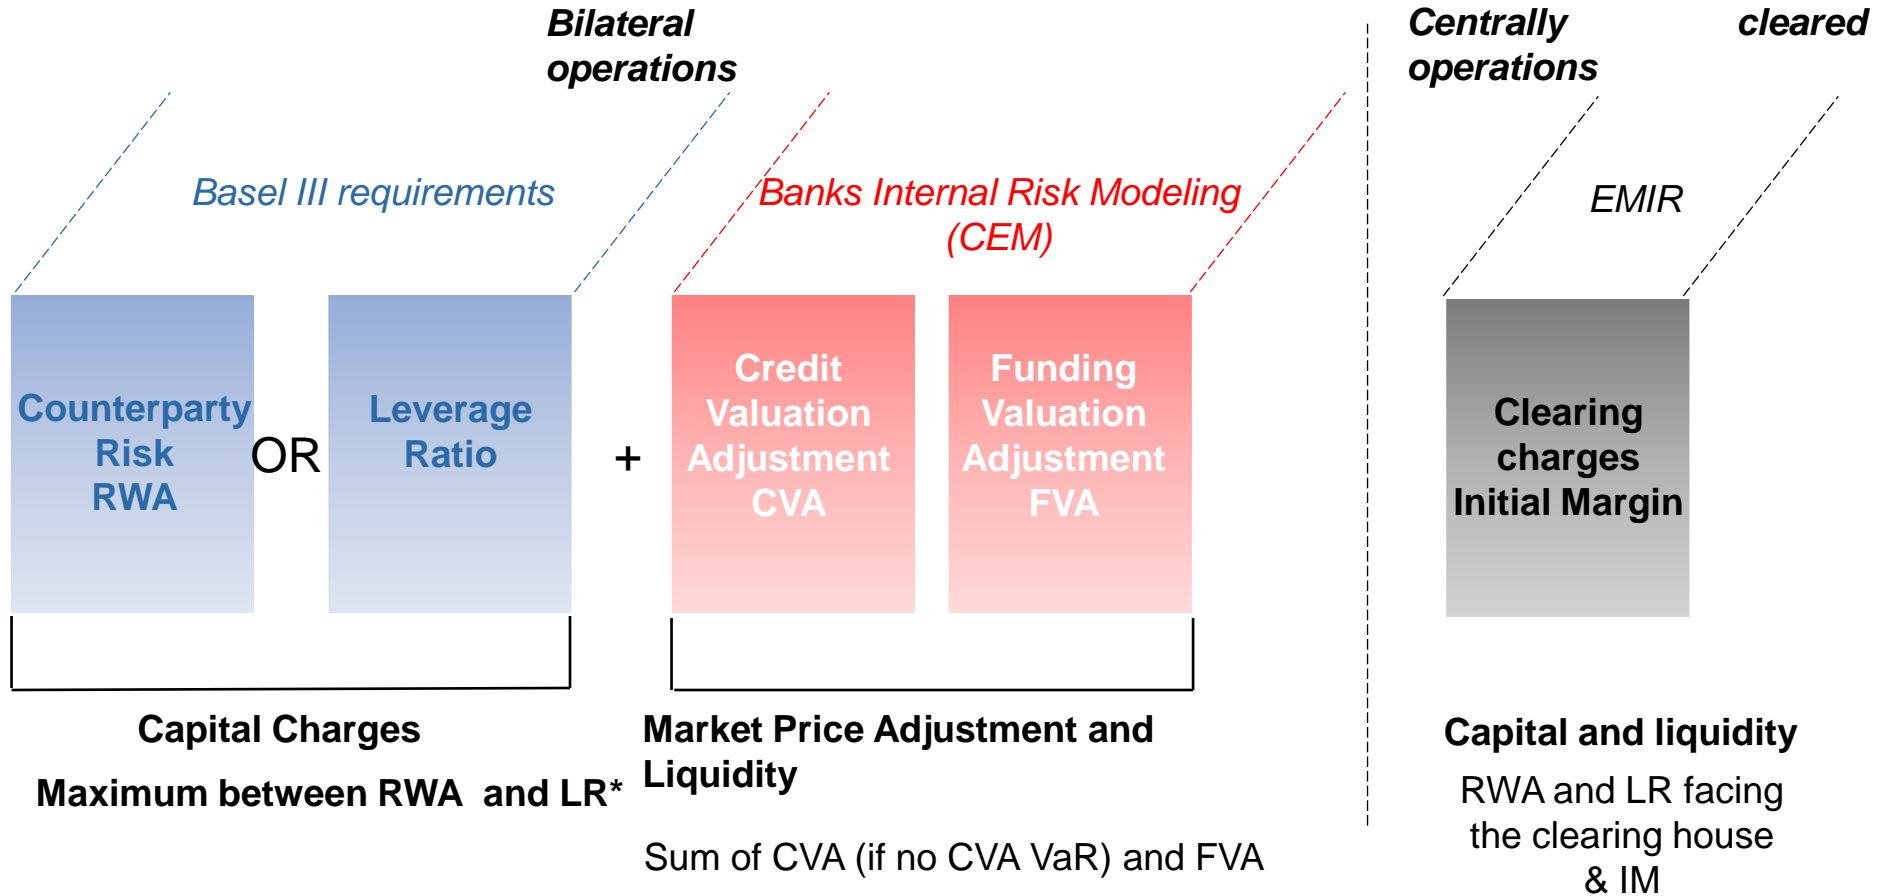 Bilateral
operations
Centrally cleared
operations
Basel III requirements
Banks Internal Risk Modeling
(CEM)
EMIR
Counterparty
Risk
RWA
OR
Leverage
Ratio
+
Credit
Valuation
Adjustment
CVA
Funding
Valuation
Adjustment
FVA
Clearing
charges
Initial Margin
Capital Charges
Maximum between RWA and LR*
Market Price Adjustment and
Liquidity
Sum of CVA (if no CVA VaR) and FVA
Capital and liquidity
RWA and LR facing
the clearing house
& IM